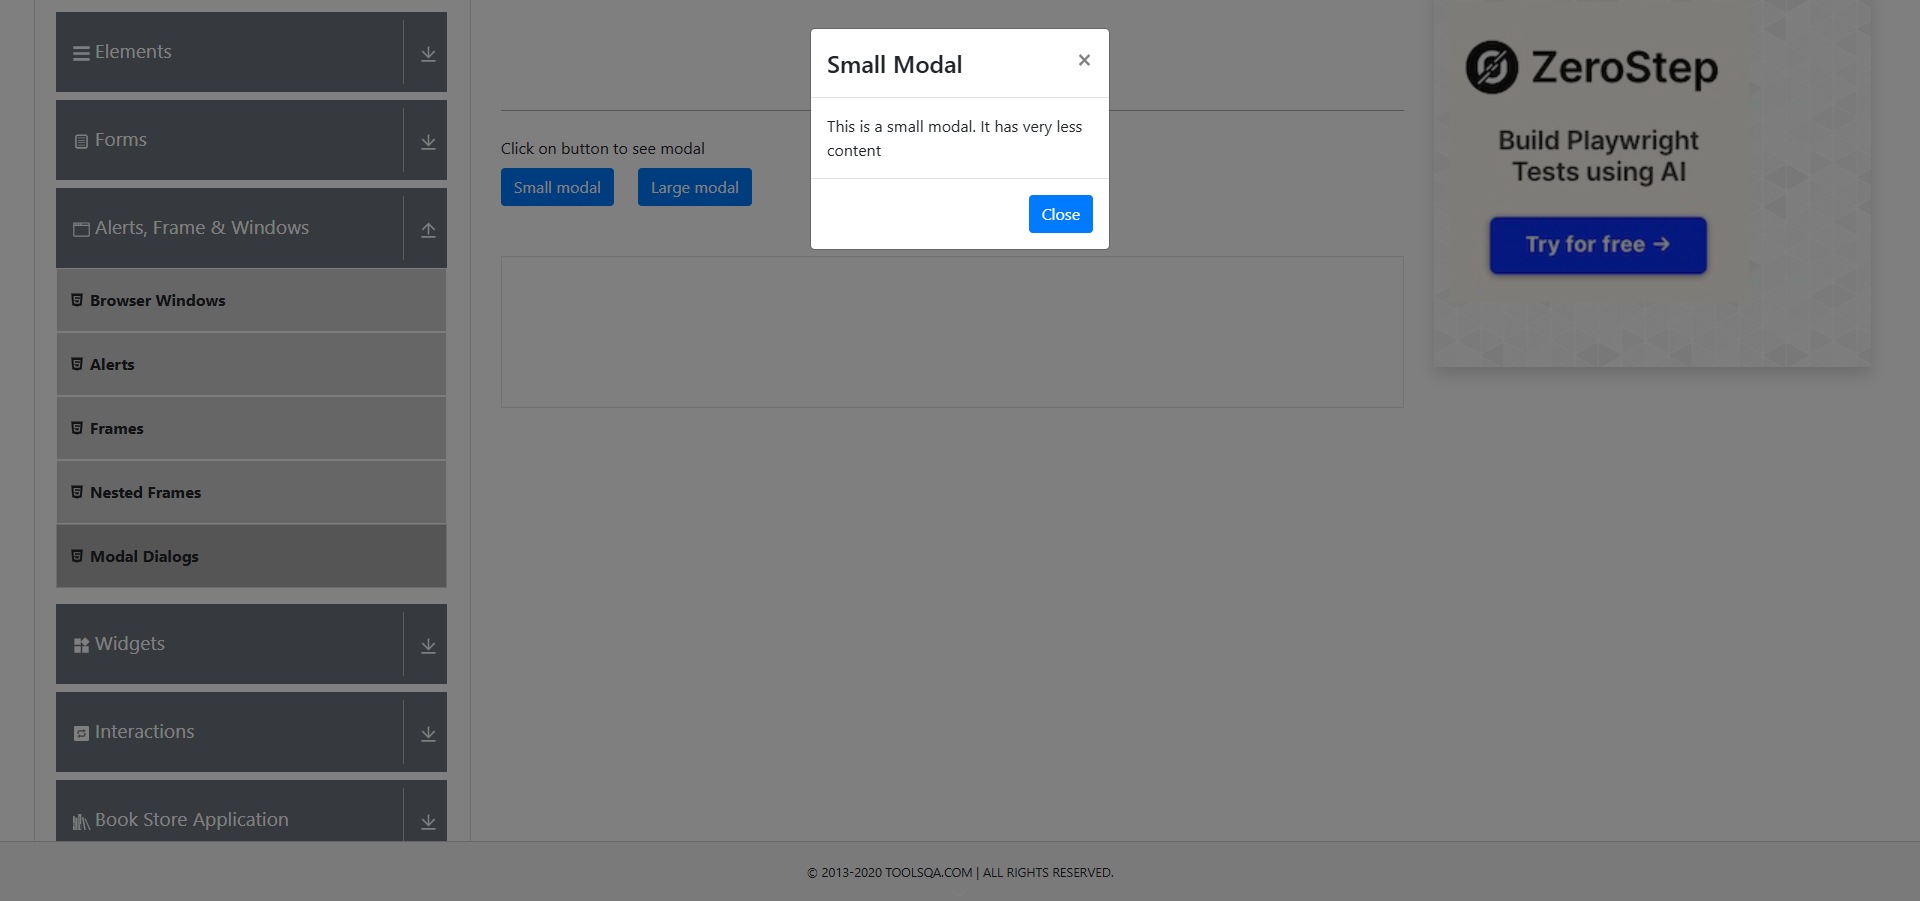 Elements
Forms
Alerts, Frame & Windows
Browser Windows
Alerts
Frames
Nested Frames
Modal Dialogs
Widgets
Interactions
Book Store Application
Click on button to see modal
Small modal
Large modal
Small Modal
×
This is a small modal. It has very less
content
Close
ZeroStep
Build Playwright
Tests using AI
Try for free →
© 2013-2020 TOOLSQA.COM | ALL RIGHTS RESERVED.